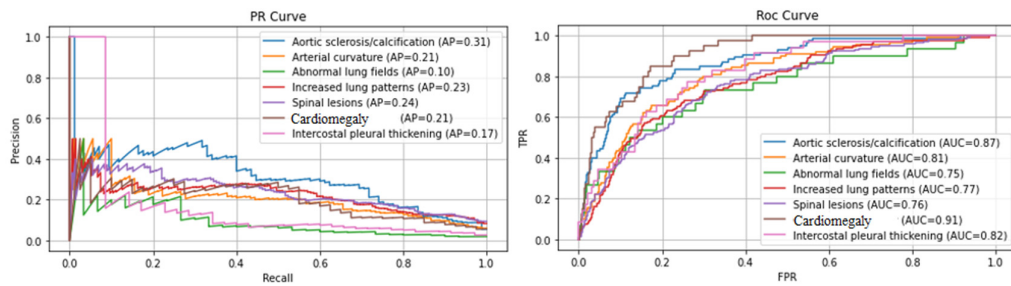 PR Curve
1.0
0.8
0.6
0.4
0.2
0.0
Precision
Aortic sclerosis/calcification (AP=0.31)
Arterial curvature (AP=0.21)
Abnormal lung fields (AP=0.10)
Increased lung patterns (AP=0.23)
Spinal lesions (AP=0.24)
Cardiomegaly (AP=0.21)
Intercostal pleural thickening (AP=0.17)
0.0 0.2 0.4 0.6 0.8 1.0
Recall
Roc Curve
1.0
0.8
0.6
0.4
0.2
0.0
TPR
Aortic sclerosis/calcification (AUC=0.87)
Arterial curvature (AUC=0.81)
Abnormal lung fields (AUC=0.75)
Increased lung patterns (AUC=0.77)
Spinal lesions (AUC=0.76)
Cardiomegaly (AUC=0.91)
Intercostal pleural thickening (AUC=0.82)
0.0 0.2 0.4 0.6 0.8 1.0
FPR